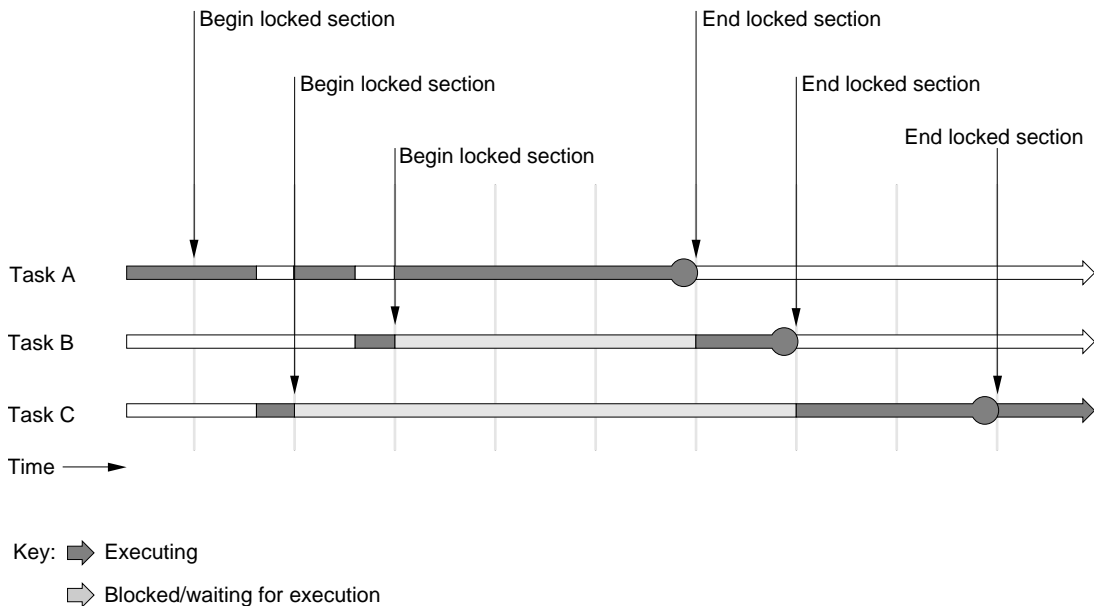 Begin locked section
End locked section
Begin locked section
End locked section
End locked section
Begin locked section
Task A
Task B
Task C
Time
Key:
Executing
Blocked/waiting for execution